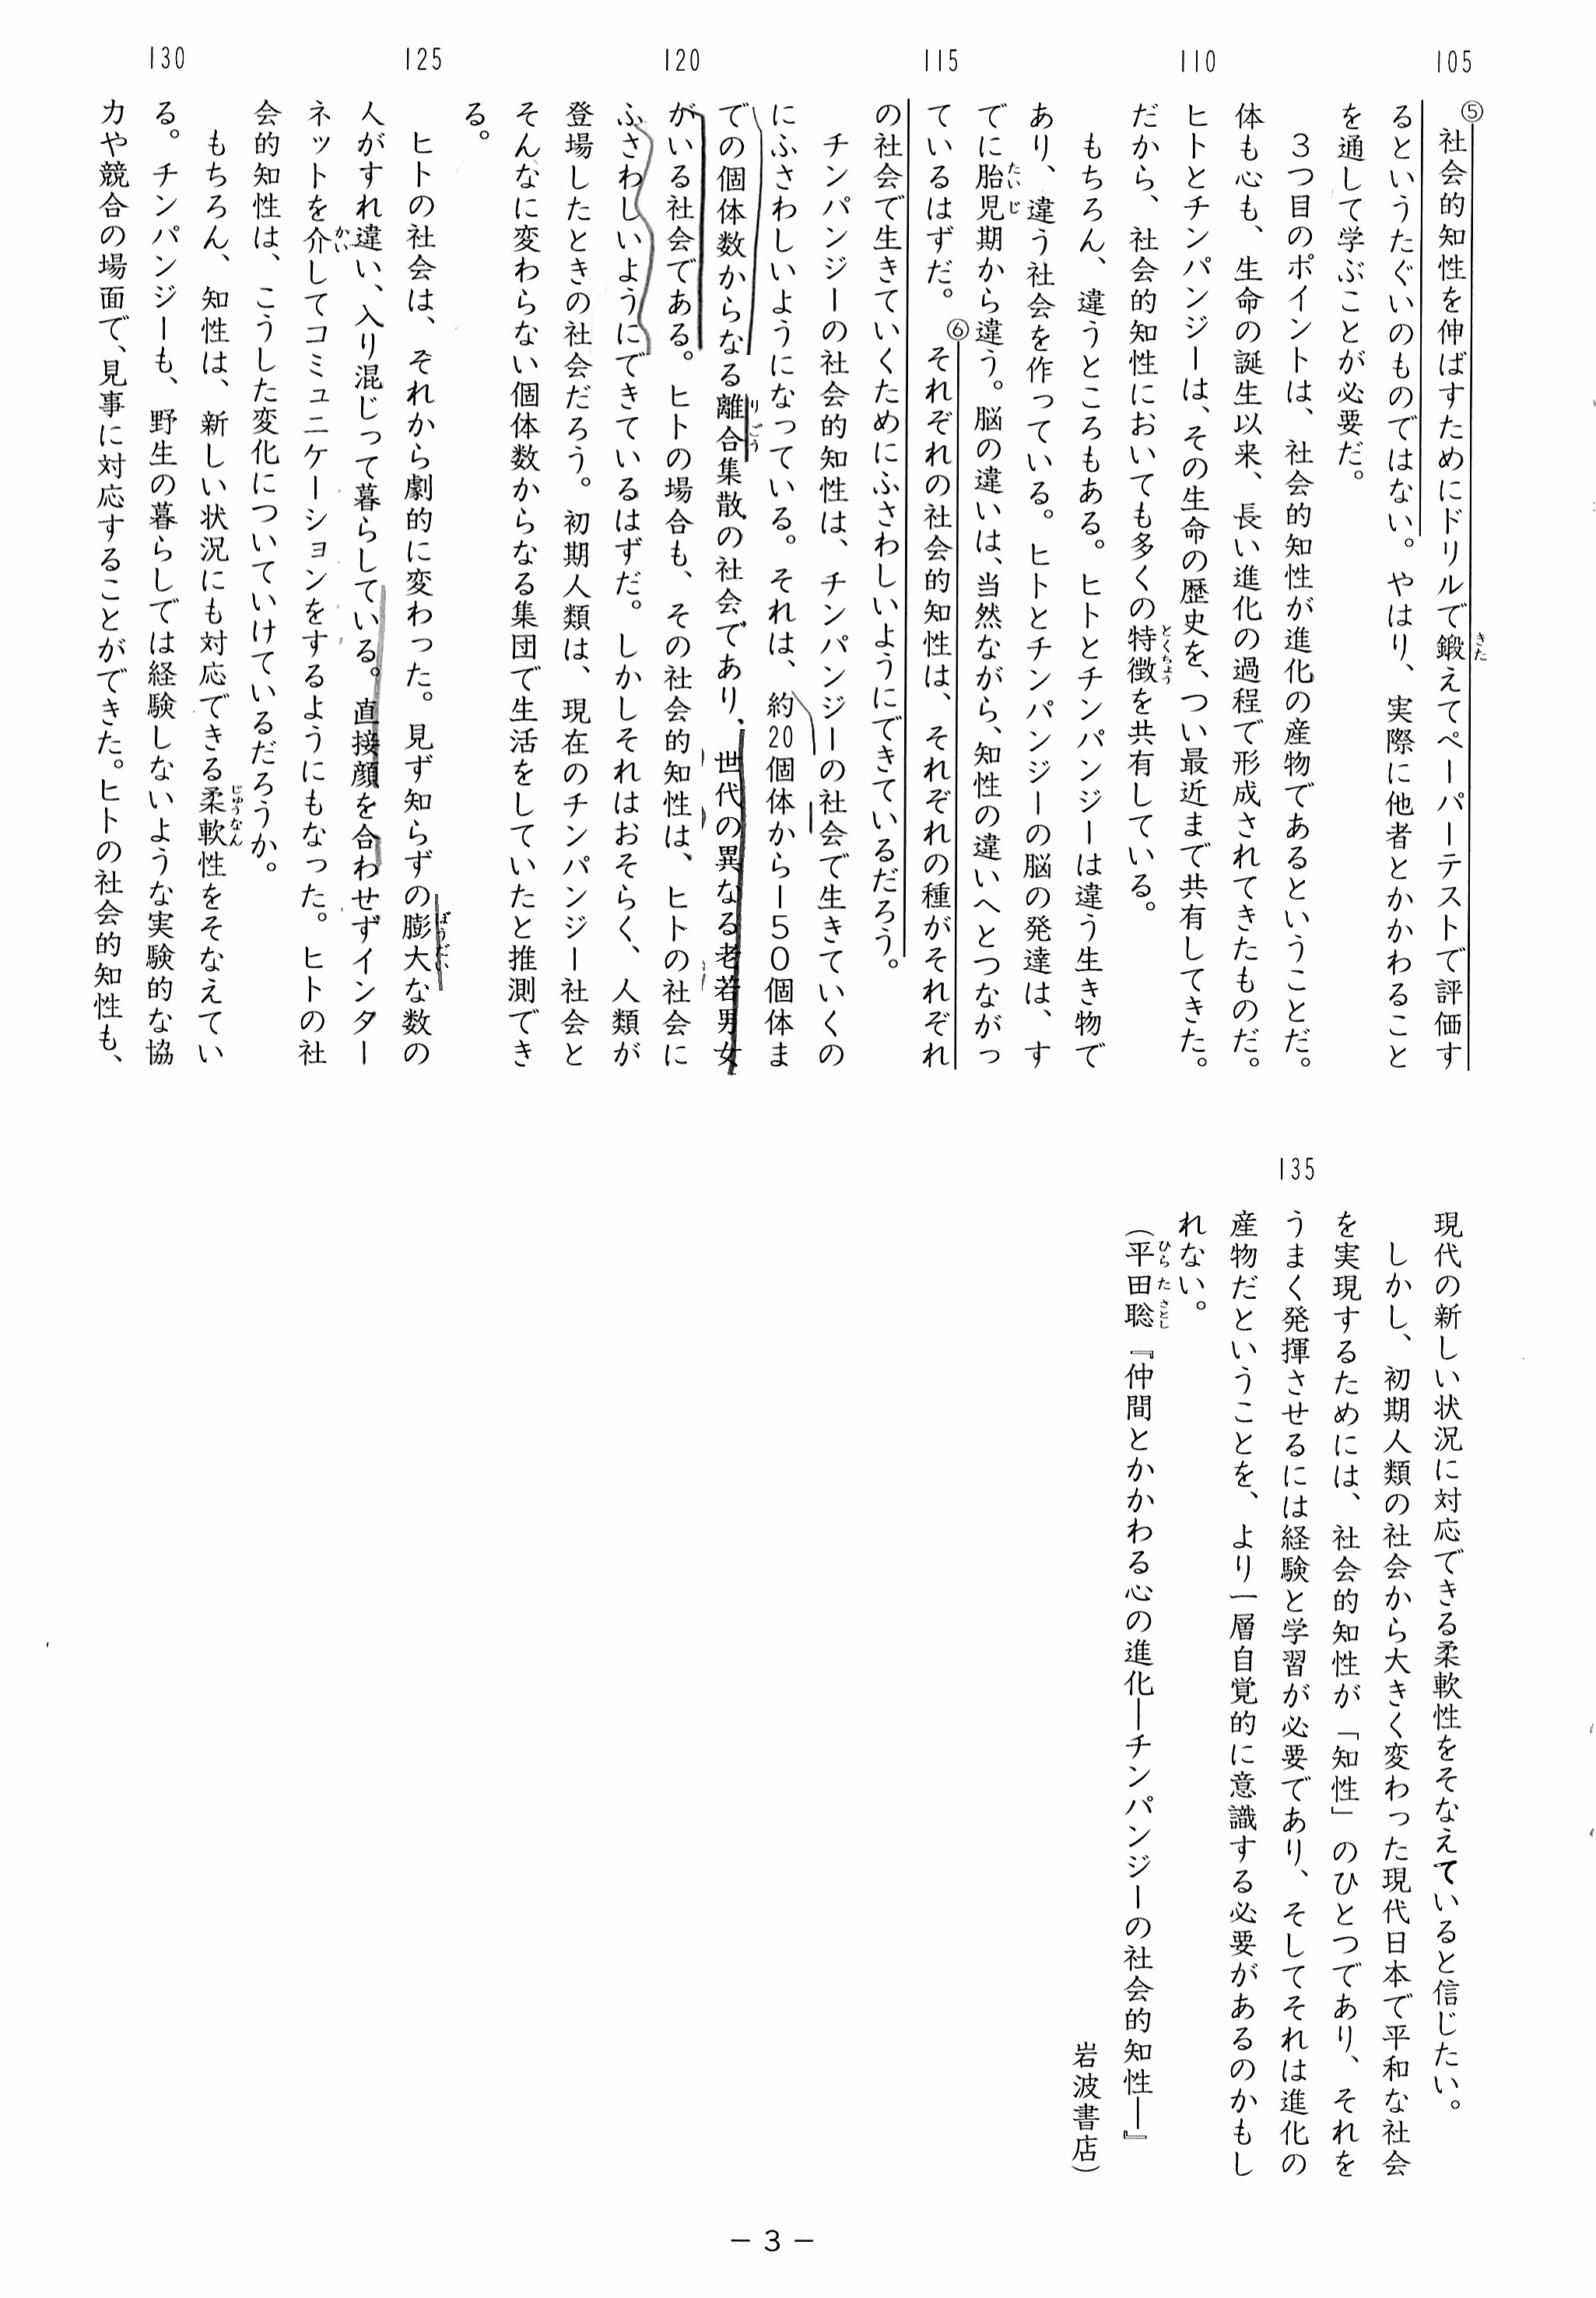 105
⑤社会的知性を伸ばすためにドリルで鍛えてペーパーテストで評価す
きた
るというたぐいのものではない。やはり、実際に他者とかかわること
を通して学ぶことが必要だ。
3つ目のポイントは、社会的知性が進化の産物であるということだ。
体も心も、生命の誕生以来、長い進化の過程で形成されてきたものだ。
110
ヒトとチンパンジーは、その生命の歴史を、つい最近まで共有してきた。
だから、社会的知性においても多くの特徴を共有している。
とくちょう
もちろん、違うところもある。ヒトとチンパンジーは違う生き物で
あり、違う社会を作っている。ヒトとチンパンジーの脳の発達は、す
でに胎児期から違う。脳の違いは、当然ながら、知性の違いへとつながっ
たいじ
115
ているはずだ。⑥それぞれの社会的知性は、それぞれの種がそれぞれ
の社会で生きていくためにふさわしいようにできているだろう。
チンパンジーの社会的知性は、チンパンジーの社会で生きていくの
にふさわしいようになっている。それは、約20個体から150個体ま
での個体数からなる離合集散の社会であり、世代の異なる老若男女
りごう
120
がいる社会である。ヒトの場合も、その社会的知性は、ヒトの社会に
ふさわしいようにできているはずだ。しかしそれはおそらく、人類が
登場したときの社会だろう。初期人類は、現在のチンパンジー社会と
そんなに変わらない個体数からなる集団で生活をしていたと推測でき
る。
125
ヒトの社会は、それから劇的に変わった。見ず知らずの膨大な数の
ぼうだい
人がすれ違い、入り混じって暮らしている。直接顔を合わせずインター
ネットを介してコミュニケーションをするようにもなった。ヒトの社
かい
会的知性は、こうした変化についていけているだろうか。
もちろん、知性は、新しい状況にも対応できる柔軟性をそなえてい
じゅうなん
130
る。チンパンジーも、野生の暮らしでは経験しないような実験的な協
力や競合の場面で、見事に対応することができた。ヒトの社会的知性も、
現代の新しい状況に対応できる柔軟性をそなえていると信じたい。
しかし、初期人類の社会から大きく変わった現代日本で平和な社会
を実現するためには、社会的知性が「知性」のひとつであり、それを
135
うまく発揮させるには経験と学習が必要であり、そしてそれは進化の
産物だということを、より一層自覚的に意識する必要があるのかもし
れない。
(平田聡『仲間とかかわる心の進化―チンパンジーの社会的知性―』
ひらたさとし
岩波書店)
－3－